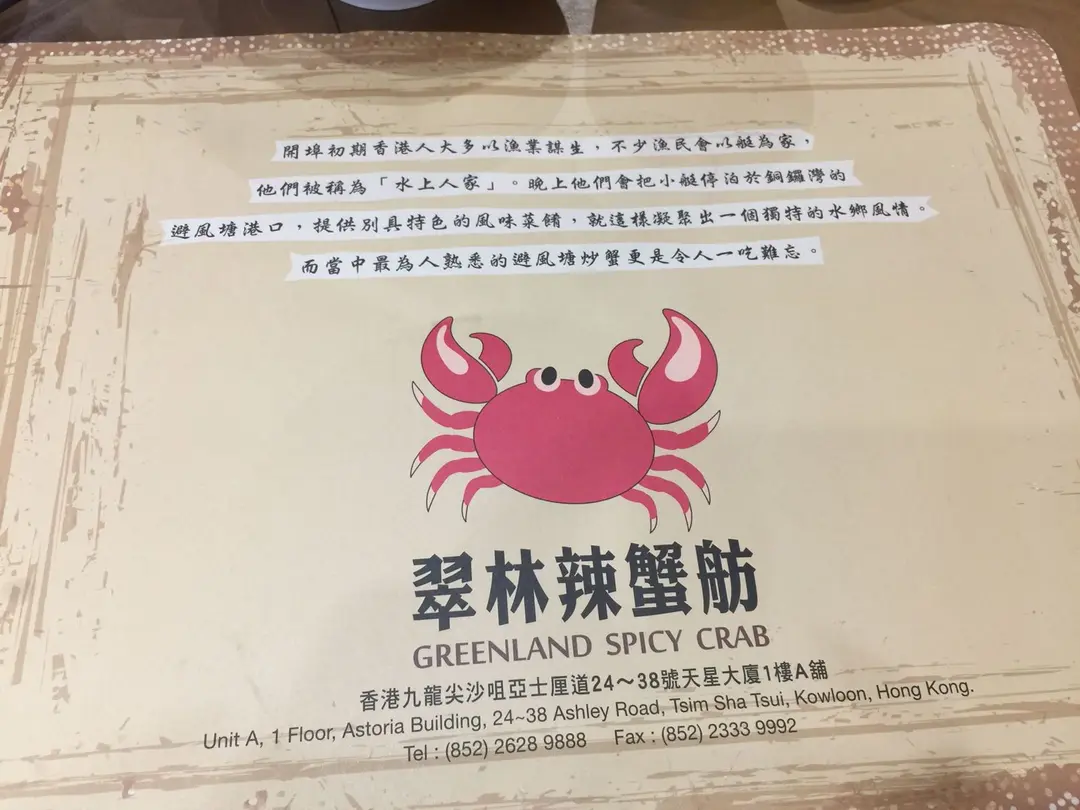 開埠初期香港人大多以漁業謀生，不少漁民會以艇為家，
他們被稱為「水上人家」。晚上他們會把小艇停泊於銅鑼灣的
避風塘港口，提供別具特色的風味菜餚，就這樣凝聚出一個獨特的水鄉風情。
而當中最為人熟悉的避風塘炒蟹更是令人一吃難忘。
翠林辣蟹舫
GREENLAND SPICY CRAB
香港九龍尖沙咀亞士厘道24～38號天星大廈1樓A舖
Unit A, 1 Floor, Astoria Building, 24~38 Ashley Road, Tsim Sha Tsui, Kowloon, Hong Kong.
Tel : (852) 2628 9888 Fax : (852) 2333 9992